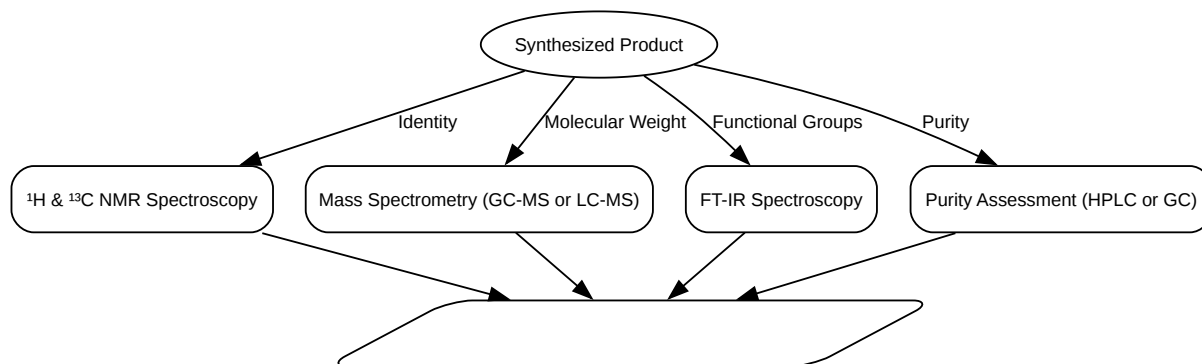 Synthesized Product
Identity
Molecular Weight
Functional Groups
Purity
¹H & ¹³C NMR Spectroscopy
Mass Spectrometry (GC-MS or LC-MS)
FT-IR Spectroscopy
Purity Assessment (HPLC or GC)